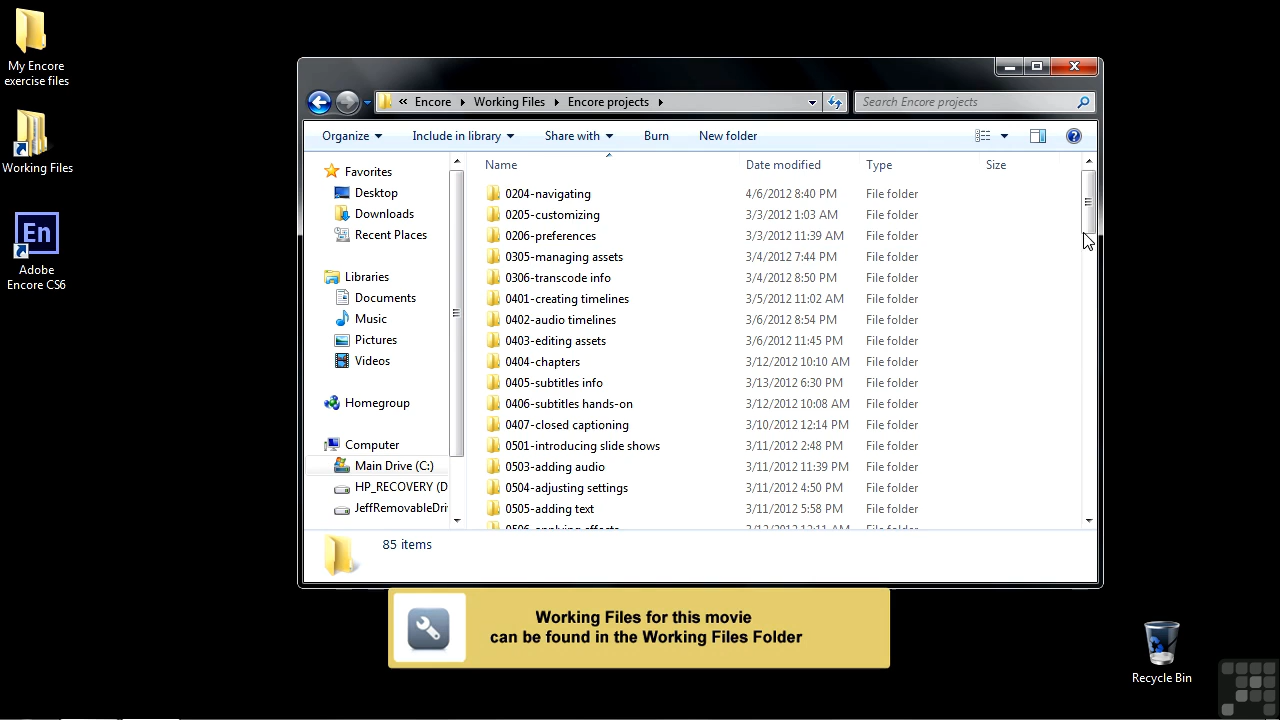 My Encore
exercise files
Working Files
En
Adobe
Encore CS6
« Encore Working Files Encore projects
Search Encore projects
Organize Include in library Share with Burn New folder
Favorites
Desktop
Downloads
Recent Places
Libraries
Documents
Music
Pictures
Videos
Homegroup
Computer
Main Drive (C:)
HP_RECOVERY (D
JeffRemovableDri
Name Date modified Type Size
0204-navigating 4/6/2012 8:40 PM File folder
0205-customizing 3/3/2012 1:03 AM File folder
0206-preferences 3/3/2012 11:39 AM File folder
0305-managing assets 3/4/2012 7:44 PM File folder
0306-transcode info 3/4/2012 8:50 PM File folder
0401-creating timelines 3/5/2012 11:02 AM File folder
0402-audio timelines 3/6/2012 8:54 PM File folder
0403-editing assets 3/6/2012 11:45 PM File folder
0404-chapters 3/12/2012 10:10 AM File folder
0405-subtitles info 3/13/2012 6:30 PM File folder
0406-subtitles hands-on 3/12/2012 10:08 AM File folder
0407-closed captioning 3/10/2012 12:14 PM File folder
0501-introducing slide shows 3/11/2012 2:48 PM File folder
0503-adding audio 3/11/2012 11:39 PM File folder
0504-adjusting settings 3/11/2012 4:50 PM File folder
0505-adding text 3/11/2012 5:58 PM File folder
85 items
Working Files for this movie
can be found in the Working Files Folder
Recycle Bin